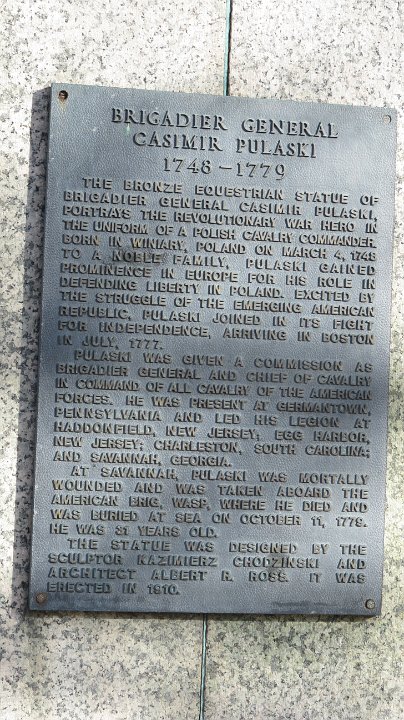 BRIGADIER GENERAL
CASIMIR PULASKI
1748 – 1779
THE BRONZE EQUESTRIAN STATUE OF
BRIGADIER GENERAL CASIMIR PULASKI,
PORTRAYS THE REVOLUTIONARY WAR HERO IN
THE UNIFORM OF A POLISH CAVALRY COMMANDER.
BORN IN WINIARY, POLAND ON MARCH 4, 1748
TO A NOBLE FAMILY, PULASKI GAINED
PROMINENCE IN EUROPE FOR HIS ROLE IN
DEFENDING LIBERTY IN POLAND. EXCITED BY
THE STRUGGLE OF THE EMERGING AMERICAN
REPUBLIC, PULASKI JOINED IN ITS FIGHT
FOR INDEPENDENCE, ARRIVING IN BOSTON
IN JULY, 1777.
PULASKI WAS GIVEN A COMMISSION AS
BRIGADIER GENERAL AND CHIEF OF CAVALRY
IN COMMAND OF ALL CAVALRY OF THE AMERICAN
FORCES. HE WAS PRESENT AT GERMANTOWN,
PENNSYLVANIA AND LED HIS LEGION AT
HADDONFIELD, NEW JERSEY; EGG HARBOR,
NEW JERSEY; CHARLESTON, SOUTH CAROLINA;
AND SAVANNAH, GEORGIA.
AT SAVANNAH, PULASKI WAS MORTALLY
WOUNDED AND WAS TAKEN ABOARD THE
AMERICAN BRIG, WASP, WHERE HE DIED AND
WAS BURIED AT SEA ON OCTOBER 11, 1779.
HE WAS 31 YEARS OLD.
THE STATUE WAS DESIGNED BY THE
SCULPTOR KAZIMIERZ CHODZINSKI AND
ARCHITECT ALBERT R. ROSS. IT WAS
ERECTED IN 1910.